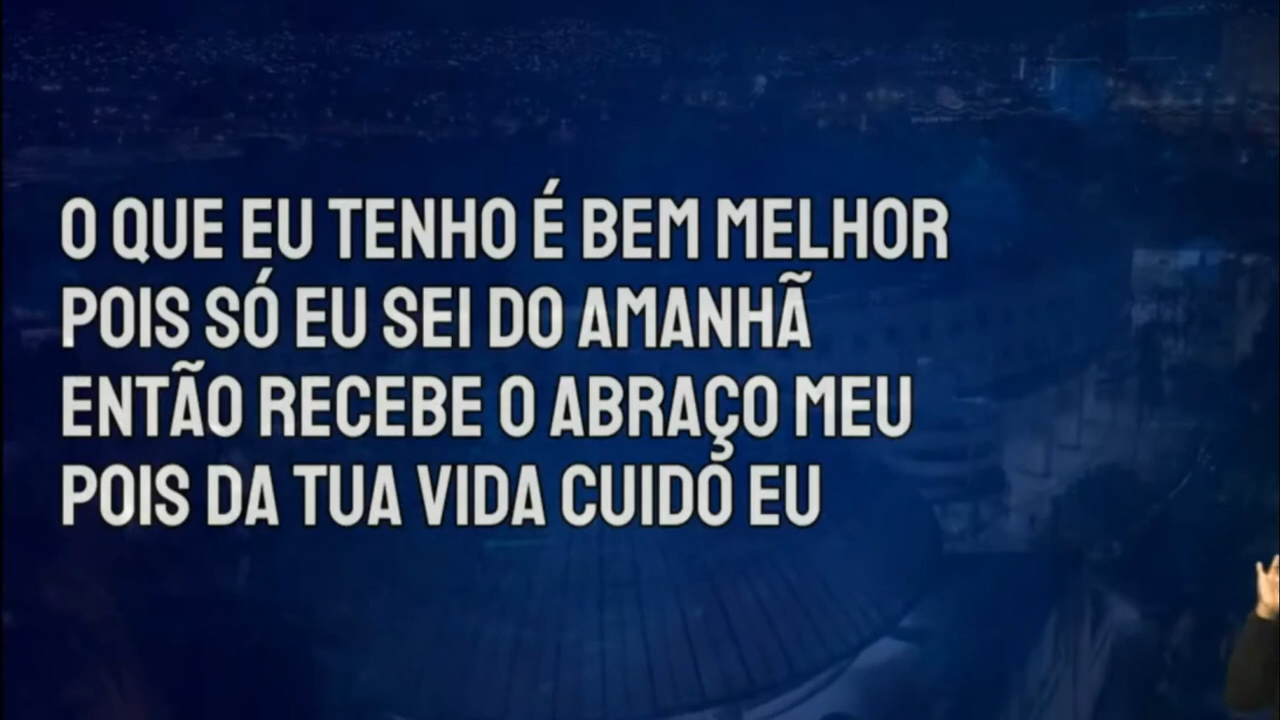 O QUE EU TENHO É BEM MELHOR
POIS SÓ EU SEI DO AMANHÃ
ENTÃO RECEBE O ABRAÇO MEU
POIS DA TUA VIDA CUIDO EU